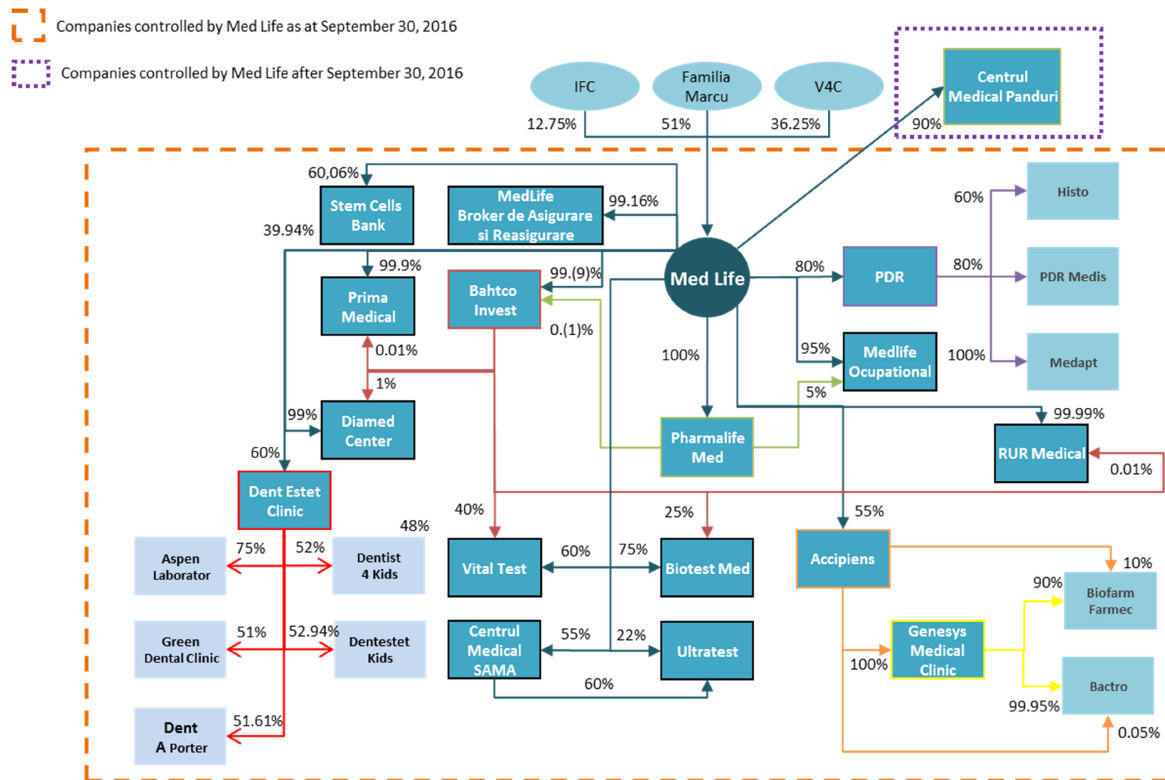 Companies controlled by Med Life as at September 30, 2016
Companies controlled by Med Life after September 30, 2016
IFC
Familia
Marcu
V4C
Centrul
Medical Panduri
12.75%
51%
36.25%
90%
60,06%
Stem Cells
Bank
MedLife
Broker de Asigurare
si Reasigurare
99.16%
39.94%
60%
Histo
99.9%
99.(9)%
Med Life
80%
PDR
80%
PDR Medis
Prima
Medical
Bahtco
Invest
0.(1)%
0.01%
100%
95%
Medlife
Ocupational
100%
Medapt
1%
5%
99%
Diamed
Center
Pharmalife
Med
99.99%
RUR Medical
0.01%
60%
Dent Estet
Clinic
48%
40%
25%
55%
Aspen
Laborator
75%
52%
Dentist
4 Kids
Vital Test
60%
75%
Biotest Med
Accipiens
10%
90%
Biofarm
Farmec
Green
Dental Clinic
51%
52.94%
Dentestet
Kids
Centrul
Medical
SAMA
55%
22%
Ultratest
60%
100%
Genesys
Medical
Clinic
Bactro
99.95%
0.05%
Dent
A Porter
51.61%